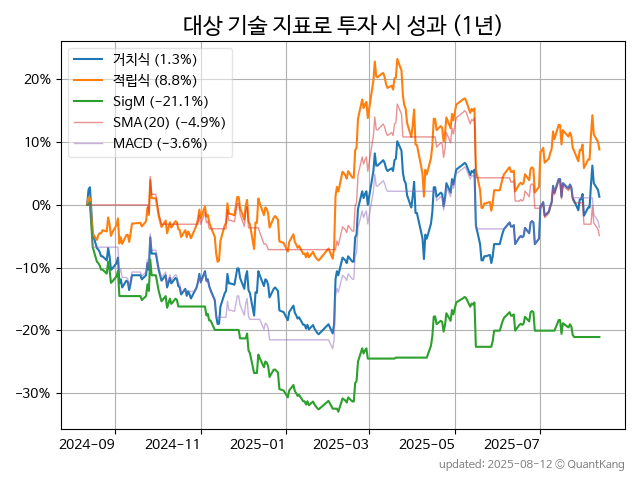 대상 기술 지표로 투자 시 성과 (1년)
거치식 (1.3%)
적립식 (8.8%)
SigM (−21.1%)
SMA(20) (−4.9%)
MACD (−3.6%)
20%
10%
0%
−10%
−20%
−30%
2024−09 2024−11 2025−01 2025−03 2025−05 2025−07
updated: 2025-08-12 © QuantKang